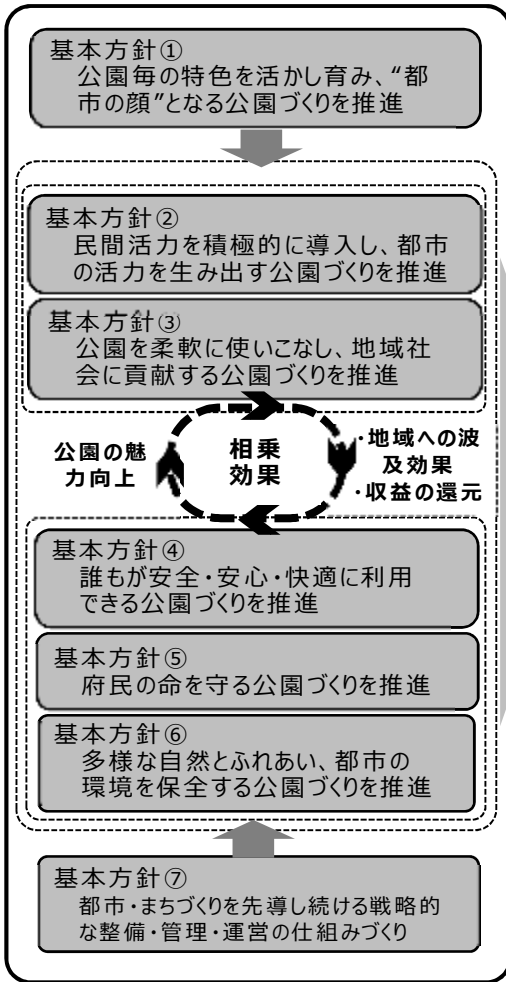 基本方針①
公園毎の特色を活かし育み、“都
市の顔”となる公園づくりを推進
基本方針②
民間活力を積極的に導入し、都市
の活力を生み出す公園づくりを推進
基本方針③
公園を柔軟に使いこなし、地域社
会に貢献する公園づくりを推進
公園の魅
力向上
相乗
効果
・地域への波
及効果
・収益の還元
基本方針④
誰もが安全・安心・快適に利用
できる公園づくりを推進
基本方針⑤
府民の命を守る公園づくりを推進
基本方針⑥
多様な自然とふれあい、都市の
環境を保全する公園づくりを推進
基本方針⑦
都市・まちづくりを先導し続ける戦略的
な整備・管理・運営の仕組みづくり